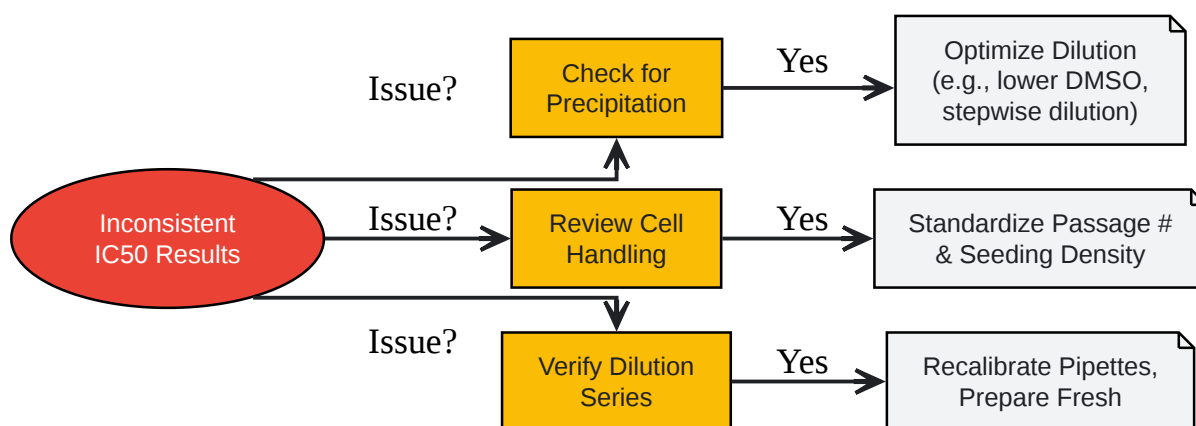 Issue?
Check for
Precipitation
Yes
Optimize Dilution
(e.g., lower DMSO,
stepwise dilution)
Inconsistent
IC50 Results
Issue?
Review Cell
Handling
Yes
Standardize Passage #
& Seeding Density
Issue?
Verify Dilution
Series
Yes
Recalibrate Pipettes,
Prepare Fresh